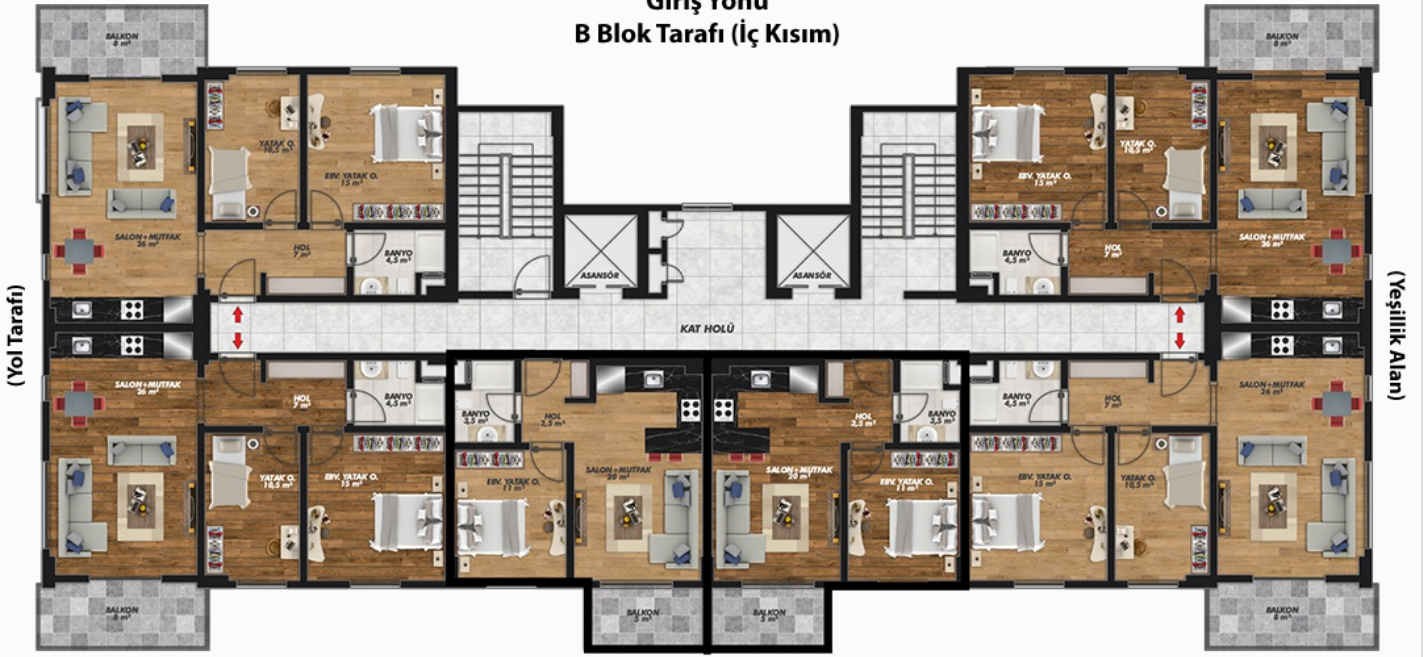 Giriş Yönü
B Blok Tarafı (İç Kısım)
BALKON
8 m²
BALKON
8 m²
YATAK O.
10,5 m²
EBV. YATAK O.
15 m²
EBV. YATAK O.
15 m²
YATAK O.
10,5 m²
SALON+MUTFAK
26 m²
HOL
7 m²
BANYO
4,5 m²
ASANSÖR
ASANSÖR
BANYO
4,5 m²
HOL
7 m²
SALON+MUTFAK
26 m²
(Yol Tarafı)
KAT HOLÜ
(Yeşillik Alan)
SALON+MUTFAK
26 m²
HOL
7 m²
BANYO
4,5 m²
BANYO
3,5 m²
HOL
2,5 m²
HOL
2,5 m²
BANYO
3,5 m²
BANYO
4,5 m²
HOL
7 m²
SALON+MUTFAK
26 m²
YATAK O.
10,5 m²
EBV. YATAK O.
15 m²
EBV. YATAK O.
11 m²
SALON+MUTFAK
20 m²
SALON+MUTFAK
20 m²
EBV. YATAK O.
11 m²
EBV. YATAK O.
15 m²
YATAK O.
10,5 m²
BALKON
8 m²
BALKON
5 m²
BALKON
5 m²
BALKON
8 m²